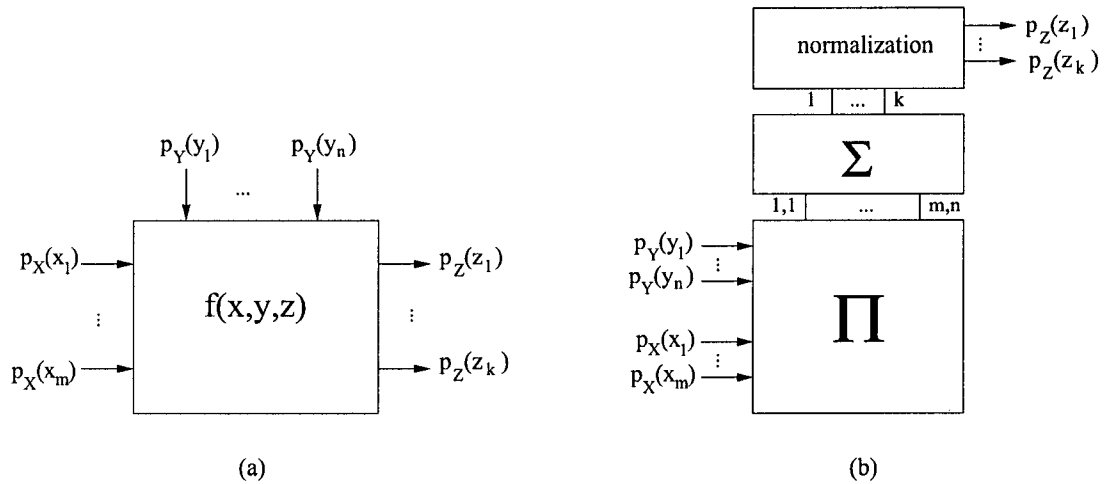 p_Y(y_1) ... p_Y(y_n)
p_X(x_1)
⋮
p_X(x_m)
f(x,y,z)
p_Z(z_1)
⋮
p_Z(z_k)
(a)
normalization
p_Z(z_1)
⋮
p_Z(z_k)
1 ... k
Σ
1,1 ... m,n
p_Y(y_1)
⋮
p_Y(y_n)
p_X(x_1)
⋮
p_X(x_m)
Π
(b)